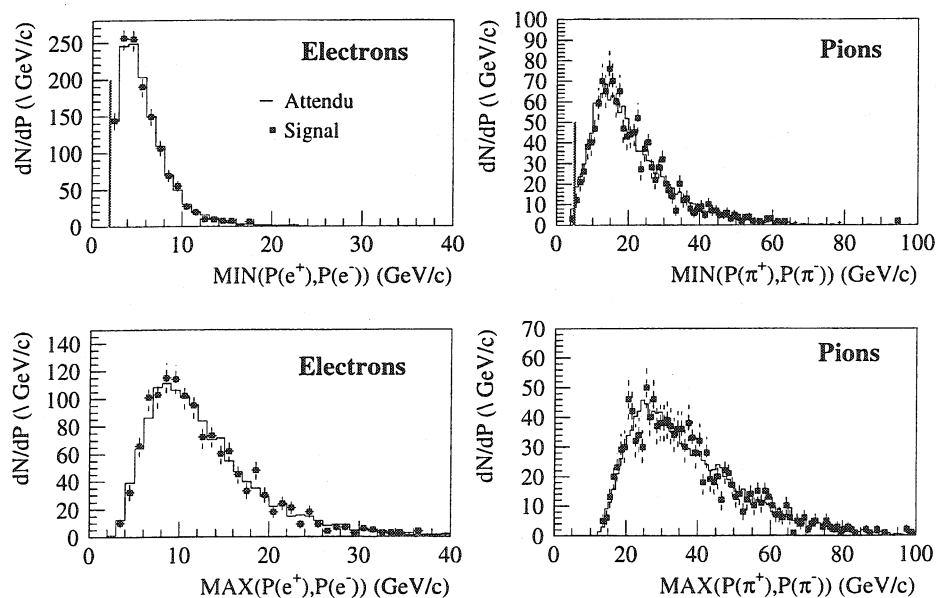 dN/dP (\ GeV/c)
250
200
150
100
50
0
Electrons
— Attendu
Signal
0 10 20 30 40
MIN(P(e⁺),P(e⁻)) (GeV/c)
dN/dP (\ GeV/c)
100
90
80
70
60
50
40
30
20
10
0
Pions
0 20 40 60 80 100
MIN(P(π⁺),P(π⁻)) (GeV/c)
dN/dP (\ GeV/c)
140
120
100
80
60
40
20
0
Electrons
0 10 20 30 40
MAX(P(e⁺),P(e⁻)) (GeV/c)
dN/dP (\ GeV/c)
70
60
50
40
30
20
10
0
Pions
0 20 40 60 80 100
MAX(P(π⁺),P(π⁻)) (GeV/c)